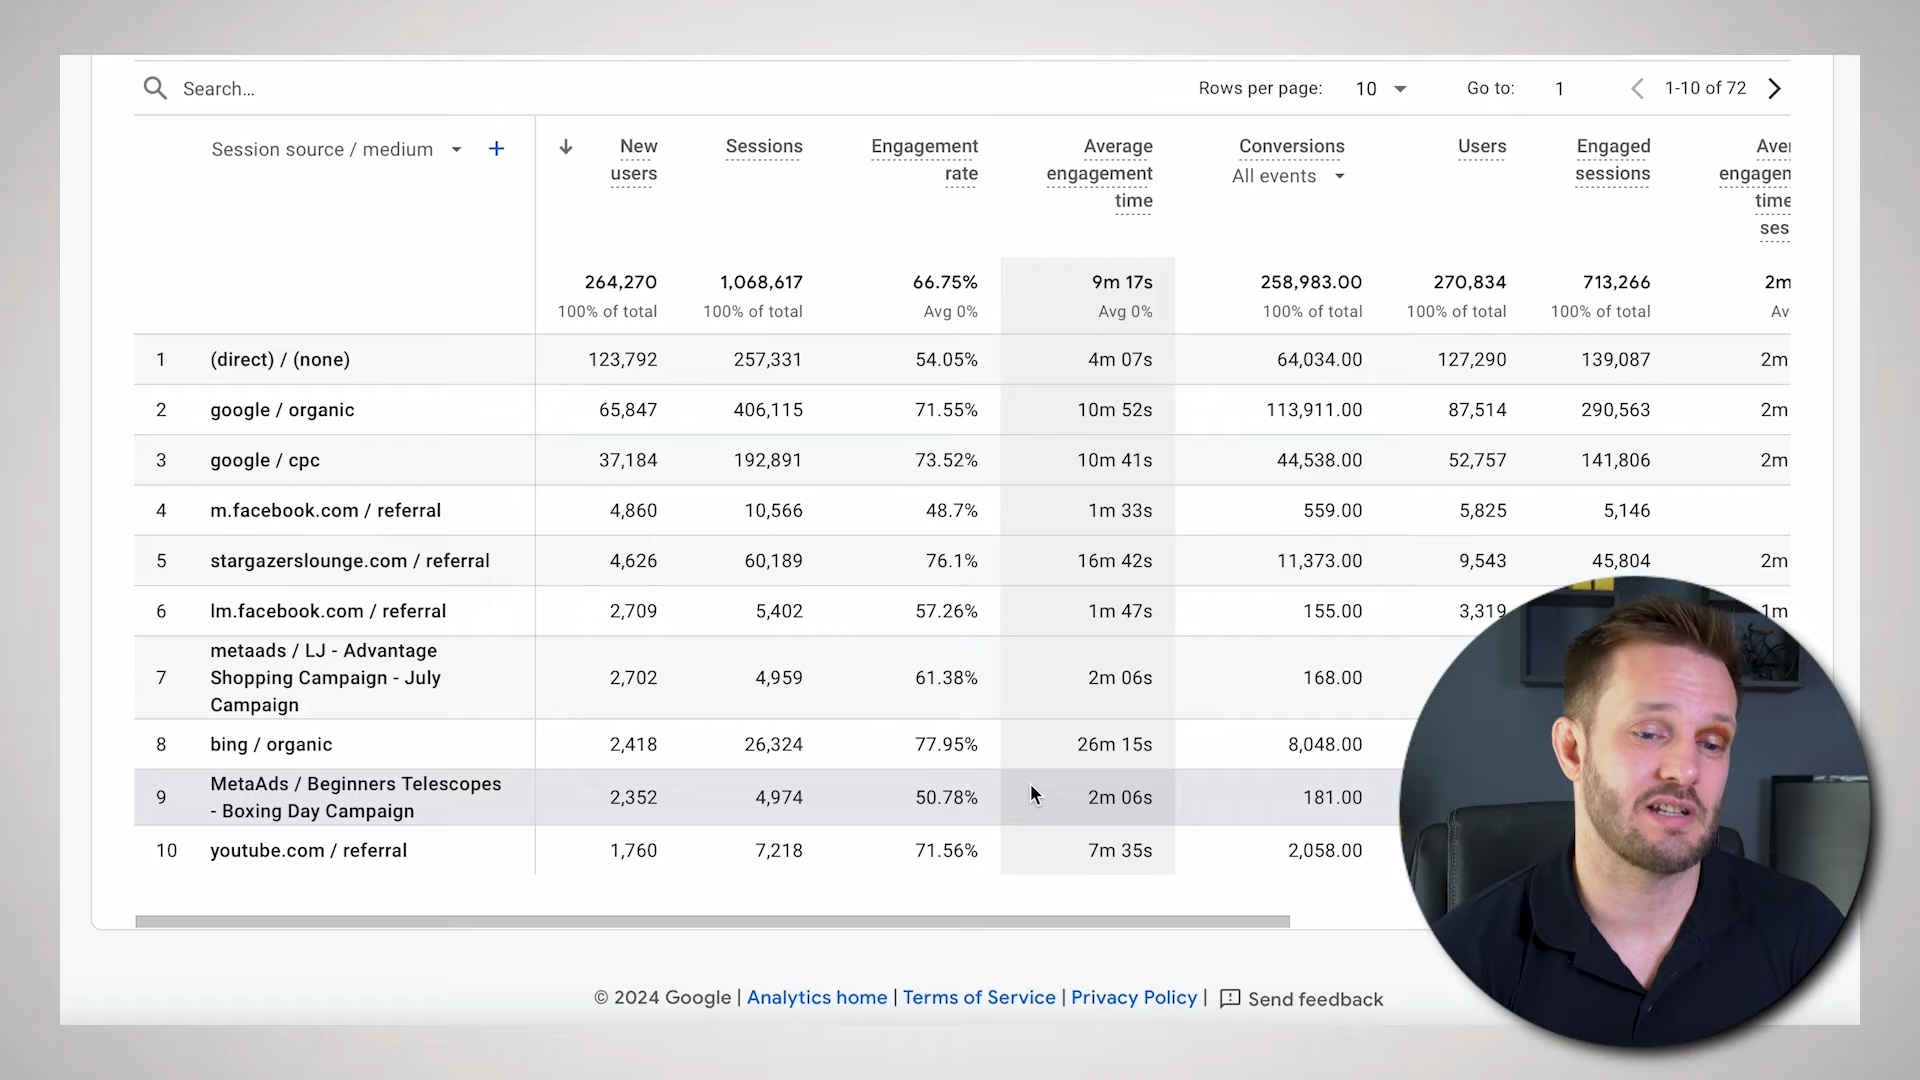 Search...
Rows per page: 10 Go to: 1 1-10 of 72
Session source / medium + New users Sessions Engagement rate Average engagement time Conversions All events Users Engaged sessions
264,270 1,068,617 66.75% 9m 17s 258,983.00 270,834 713,266 2m
100% of total 100% of total Avg 0% Avg 0% 100% of total 100% of total 100% of total
1 (direct) / (none) 123,792 257,331 54.05% 4m 07s 64,034.00 127,290 139,087 2m
2 google / organic 65,847 406,115 71.55% 10m 52s 113,911.00 87,514 290,563 2m
3 google / cpc 37,184 192,891 73.52% 10m 41s 44,538.00 52,757 141,806 2m
4 m.facebook.com / referral 4,860 10,566 48.7% 1m 33s 559.00 5,825 5,146
5 stargazerslounge.com / referral 4,626 60,189 76.1% 16m 42s 11,373.00 9,543 45,804 2m
6 lm.facebook.com / referral 2,709 5,402 57.26% 1m 47s 155.00 3,319 1m
metaads / LJ - Advantage
7 Shopping Campaign - July 2,702 4,959 61.38% 2m 06s 168.00
Campaign
8 bing / organic 2,418 26,324 77.95% 26m 15s 8,048.00
MetaAds / Beginners Telescopes
9 - Boxing Day Campaign 2,352 4,974 50.78% 2m 06s 181.00
10 youtube.com / referral 1,760 7,218 71.56% 7m 35s 2,058.00
© 2024 Google | Analytics home | Terms of Service | Privacy Policy | Send feedback